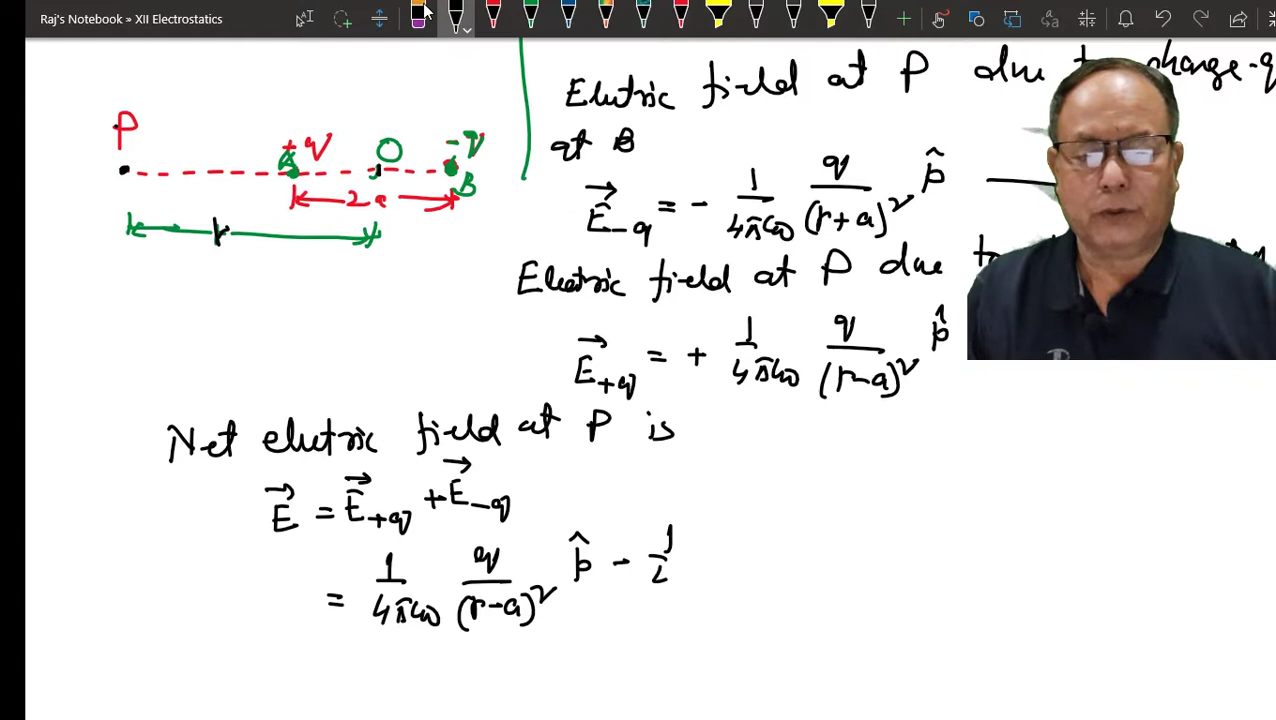 Raj's Notebook » XII Electrostatics
P
+q
A
O
-q
B
2a
r
Electric field at P due to charge -q
at B
E⃗₋q = - 1/4πε0 q/(r+a)² p̂
Electric field at P due to
E⃗₊q = + 1/4πε0 q/(r-a)² p̂
Net electric field at P is
E⃗ = E⃗₊q + E⃗₋q
= 1/4πε0 q/(r-a)² p̂ - 1/